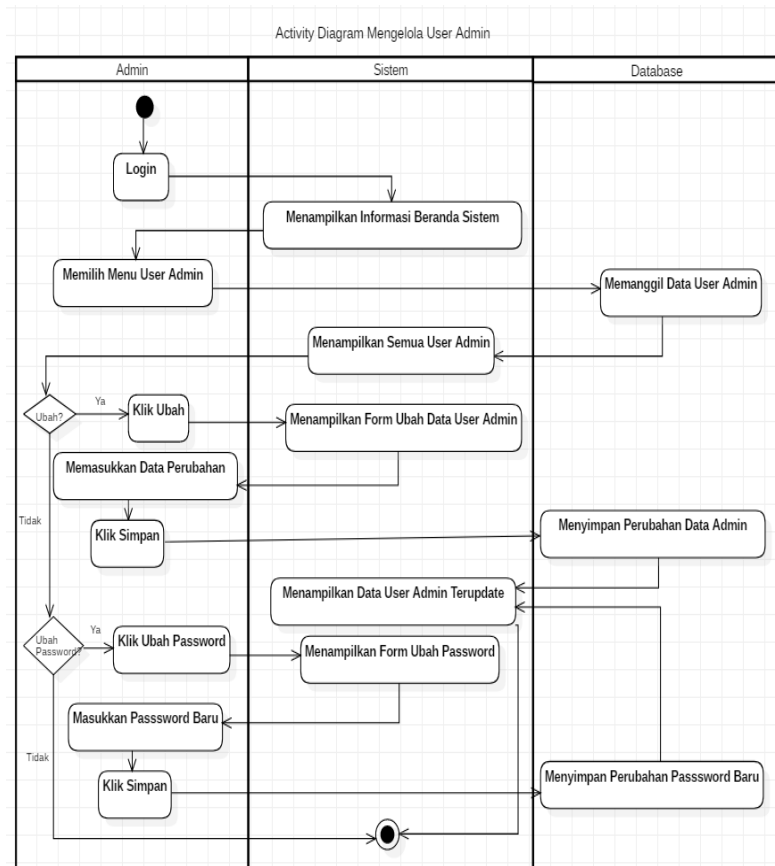 Activity Diagram Mengelola User Admin
Admin
Sistem
Database
Login
Menampilkan Informasi Beranda Sistem
Memilih Menu User Admin
Memanggil Data User Admin
Menampilkan Semua User Admin
Ubah?
Ya
Klik Ubah
Menampilkan Form Ubah Data User Admin
Memasukkan Data Perubahan
Tidak
Klik Simpan
Menyimpan Perubahan Data Admin
Menampilkan Data User Admin Terupdate
Ubah
Password?
Ya
Klik Ubah Password
Menampilkan Form Ubah Password
Masukkan Passsword Baru
Tidak
Klik Simpan
Menyimpan Perubahan Passsword Baru